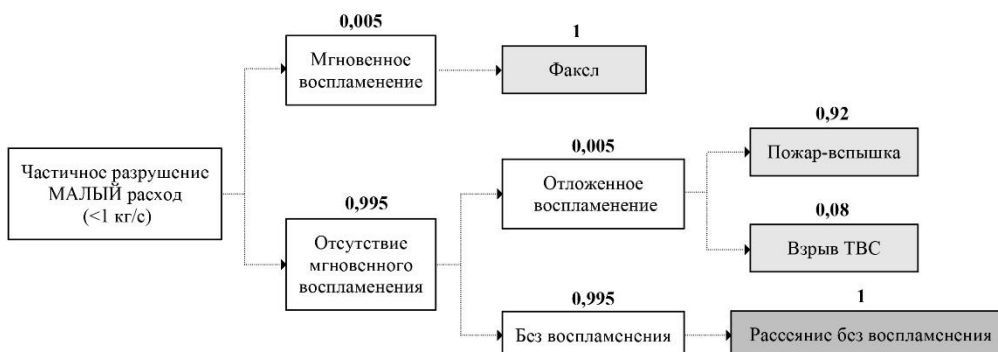 0,005
Мгновенное
воспламенение
1
Факел
Частичное разрушение
МАЛЫЙ расход
(<1 кг/с)
0,995
Отсутствие
мгновенного
воспламенения
0,005
Отложенное
воспламенение
0,92
Пожар-вспышка
0,08
Взрыв ТВС
0,995
Без воспламенения
1
Рассеяние без воспламенения